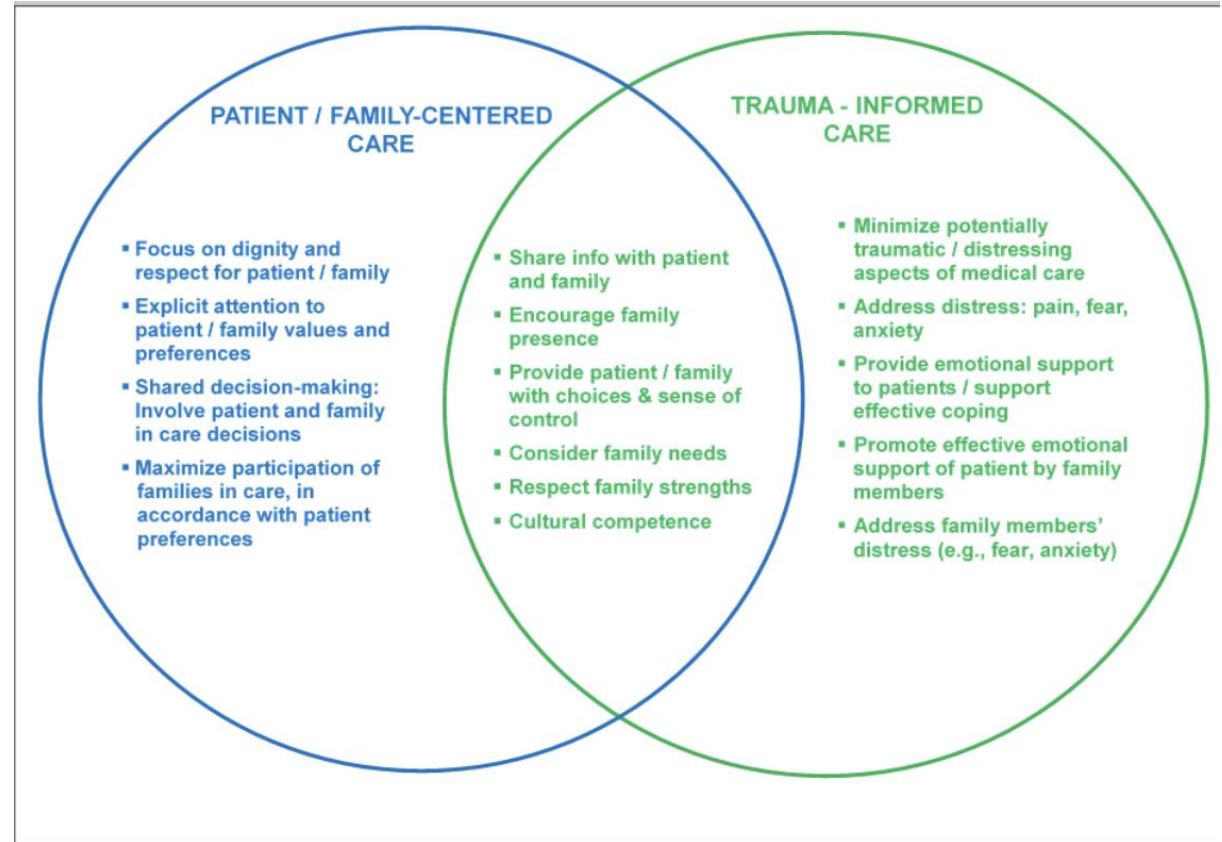 PATIENT / FAMILY-CENTERED
CARE
▪ Focus on dignity and
respect for patient / family
▪ Explicit attention to
patient / family values and
preferences
▪ Shared decision-making:
Involve patient and family
in care decisions
▪ Maximize participation of
families in care, in
accordance with patient
preferences
▪ Share info with patient
and family
▪ Encourage family
presence
▪ Provide patient / family
with choices & sense of
control
▪ Consider family needs
▪ Respect family strengths
▪ Cultural competence
TRAUMA - INFORMED
CARE
▪ Minimize potentially
traumatic / distressing
aspects of medical care
▪ Address distress: pain, fear,
anxiety
▪ Provide emotional support
to patients / support
effective coping
▪ Promote effective emotional
support of patient by family
members
▪ Address family members’
distress (e.g., fear, anxiety)